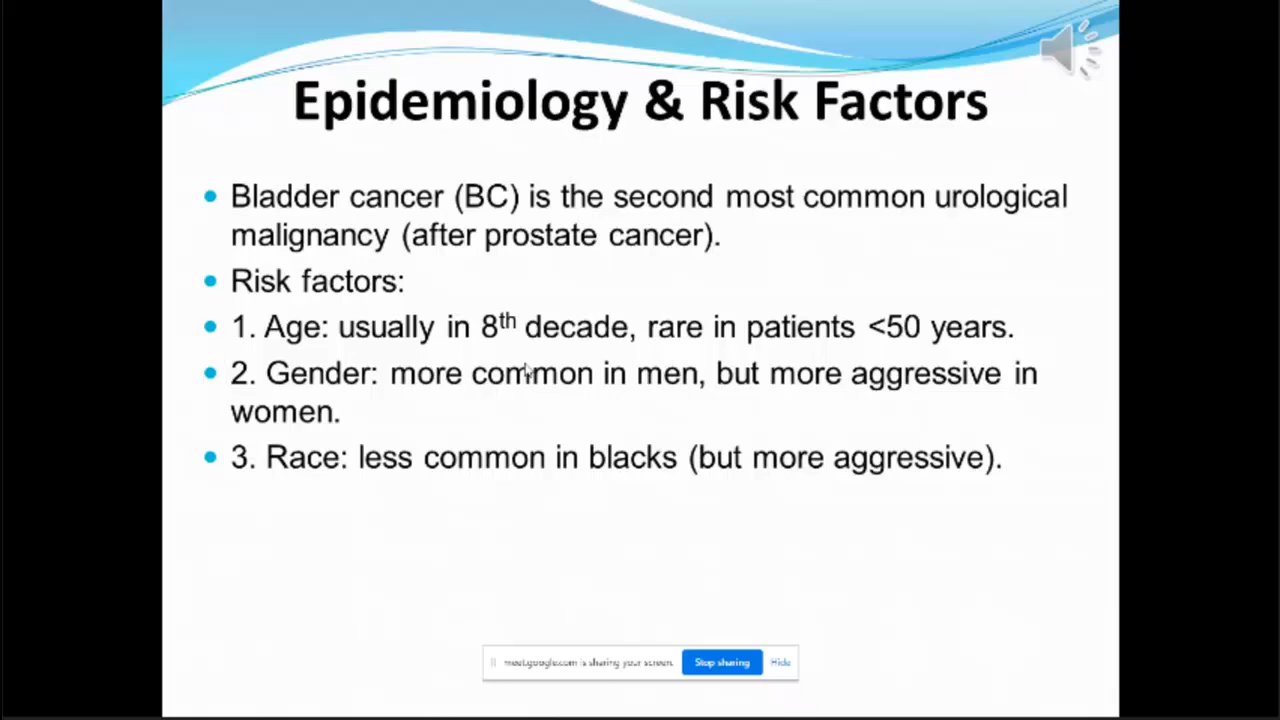 Epidemiology & Risk Factors
• Bladder cancer (BC) is the second most common urological
malignancy (after prostate cancer).
• Risk factors:
• 1. Age: usually in 8th decade, rare in patients <50 years.
• 2. Gender: more common in men, but more aggressive in
women.
• 3. Race: less common in blacks (but more aggressive).
meet.google.com is sharing your screen. Stop sharing Hide